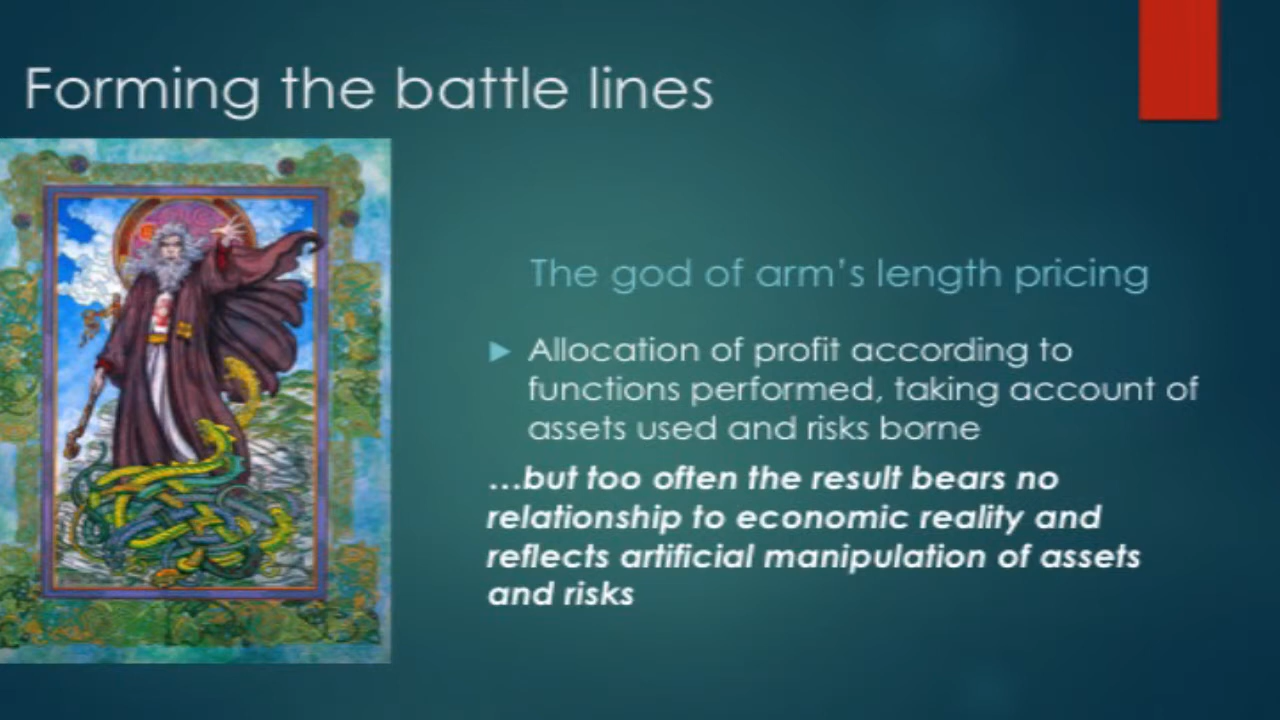 Forming the battle lines
The god of arm's length pricing
Allocation of profit according to
functions performed, taking account of
assets used and risks borne
...but too often the result bears no
relationship to economic reality and
reflects artificial manipulation of assets
and risks